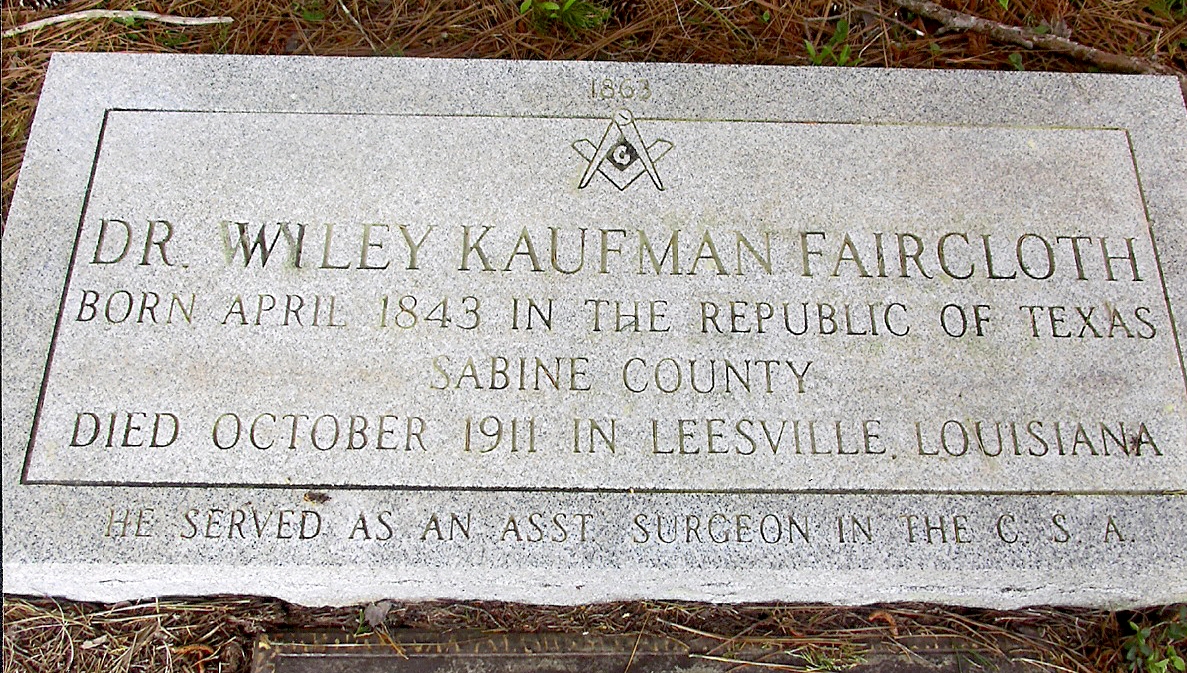 1863
G
DR. WILEY KAUFMAN FAIRCLOTH
BORN APRIL 1843 IN THE REPUBLIC OF TEXAS
SABINE COUNTY
DIED OCTOBER 1911 IN LEESVILLE, LOUISIANA
HE SERVED AS AN ASST. SURGEON IN THE C. S. A.